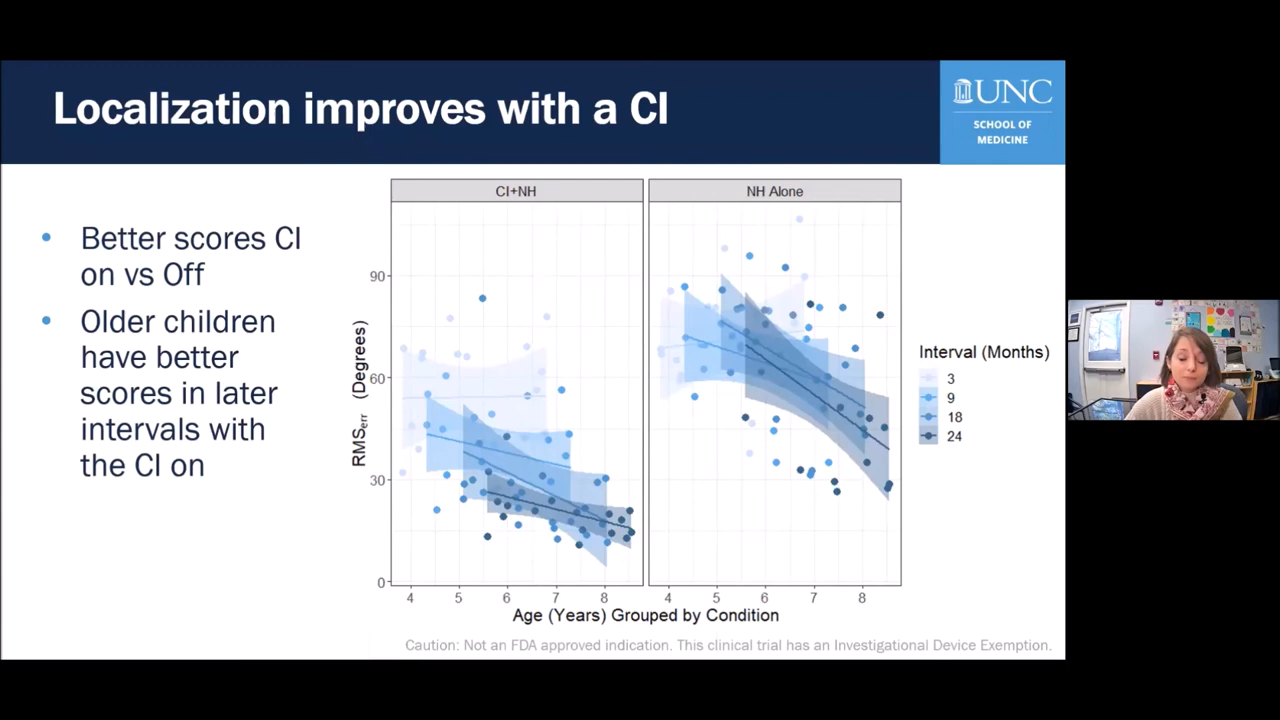 Localization improves with a CI
UNC
SCHOOL OF
MEDICINE
• Better scores CI
on vs Off
• Older children
have better
scores in later
intervals with
the CI on
CI+NH
NH Alone
RMSerr (Degrees)
90
60
30
0
4 5 6 7 8
4 5 6 7 8
Age (Years) Grouped by Condition
Interval (Months)
3
9
18
24
Caution: Not an FDA approved indication. This clinical trial has an Investigational Device Exemption.